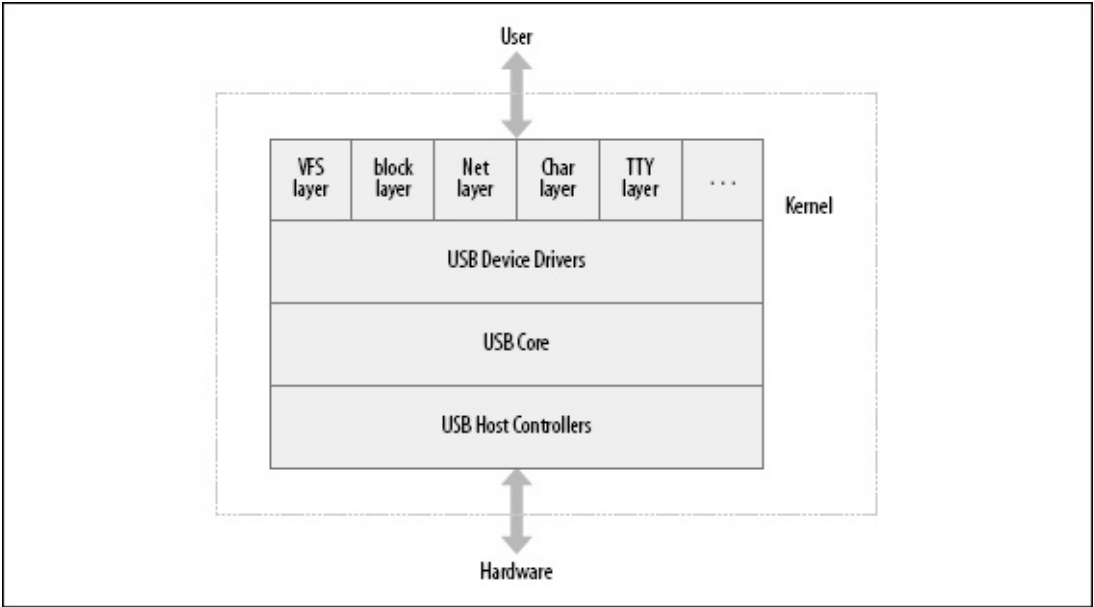 User
VFS
layer
block
layer
Net
layer
Char
layer
TTY
layer
. . .
Kernel
USB Device Drivers
USB Core
USB Host Controllers
Hardware